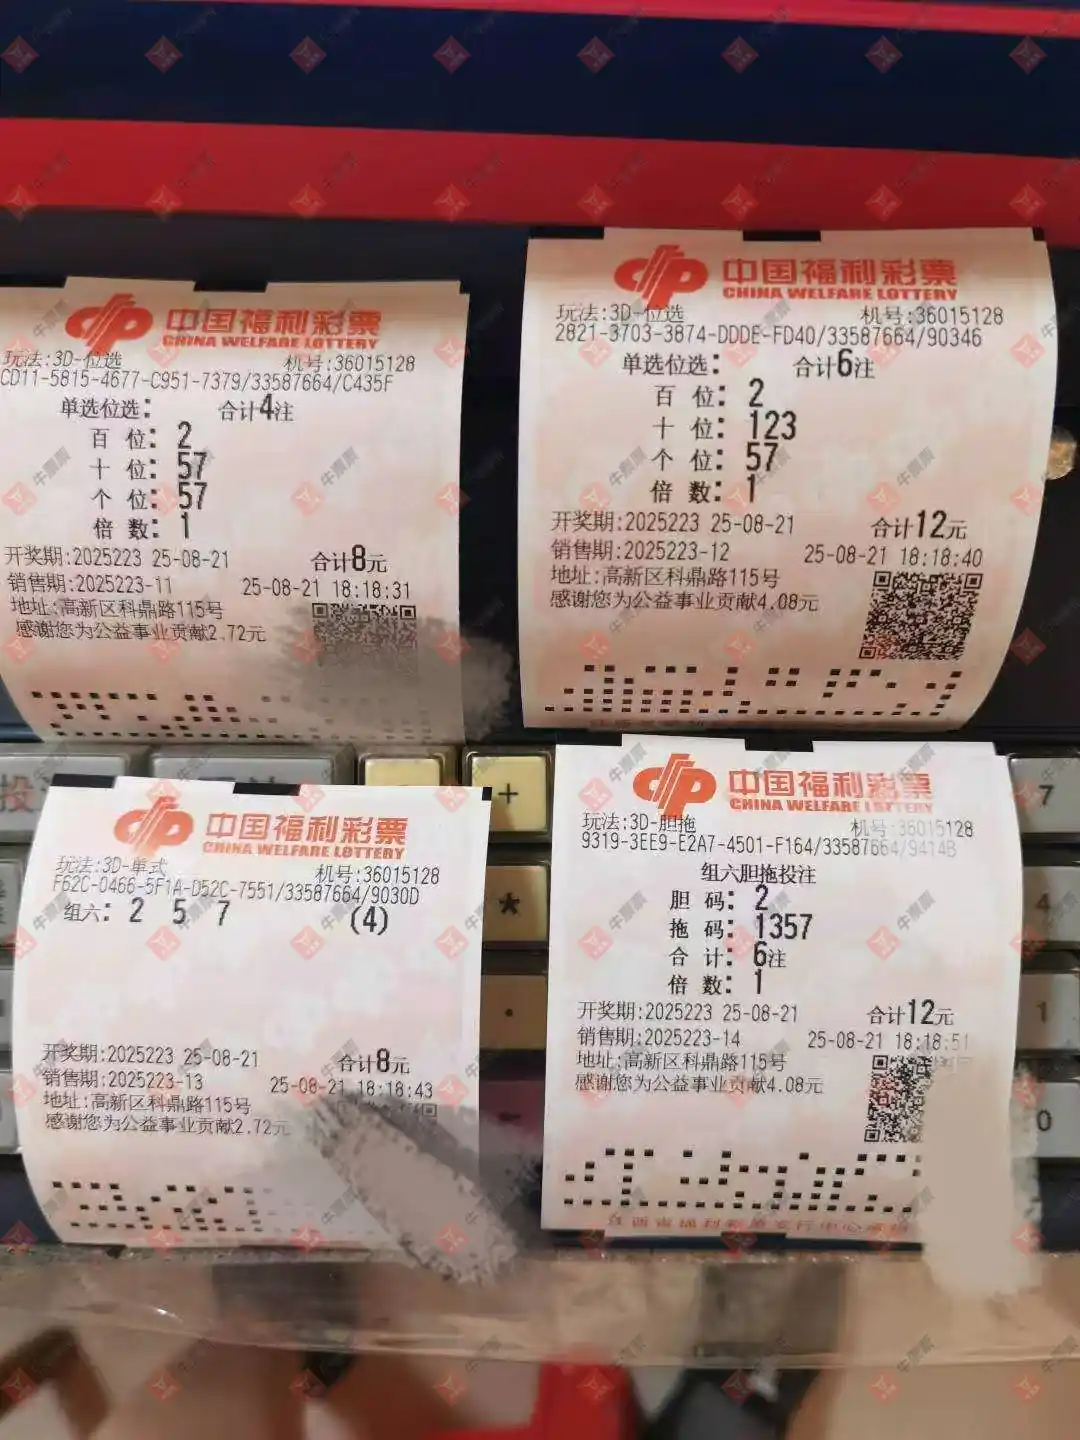 中国福利彩票
CHINA WELFARE LOTTERY
玩法:3D-位选 机号:36015128
CD11-5815-4677-C951-7379/33587664/C435F
单选位选: 合计4注
百 位: 2
十 位: 57
个 位: 57
倍 数: 1
开奖期:2025223 25-08-21 合计8元
销售期:2025223-11 25-08-21 18:18:31
地址:高新区科鼎路115号
感谢您为公益事业贡献2.72元
中国福利彩票
CHINA WELFARE LOTTERY
玩法:3D-位选 机号:36015128
2821-3703-3874-DDDE-FD40/33587664/90346
单选位选: 合计6注
百 位: 2
十 位: 123
个 位: 57
倍 数: 1
开奖期:2025223 25-08-21 合计12元
销售期:2025223-12 25-08-21 18:18:40
地址:高新区科鼎路115号
感谢您为公益事业贡献4.08元
中国福利彩票
CHINA WELFARE LOTTERY
玩法:3D-单式 机号:36015128
F62C-0466-5F1A-D52C-7551/33587664/9030D
组六: 2 5 7 (4)
开奖期:2025223 25-08-21 合计8元
销售期:2025223-13 25-08-21 18:18:43
地址:高新区科鼎路115号
感谢您为公益事业贡献2.72元
中国福利彩票
CHINA WELFARE LOTTERY
玩法:3D-胆拖 机号:36015128
9319-3EE9-E2A7-4501-F164/33587664/9414B
组六胆拖投注
胆 码: 2
拖 码: 1357
合 计: 6注
倍 数: 1
开奖期:2025223 25-08-21 合计12元
销售期:2025223-14 25-08-21 18:18:51
地址:高新区科鼎路115号
感谢您为公益事业贡献4.08元
投
+
7
*
4
.
1
-
0
牛票票